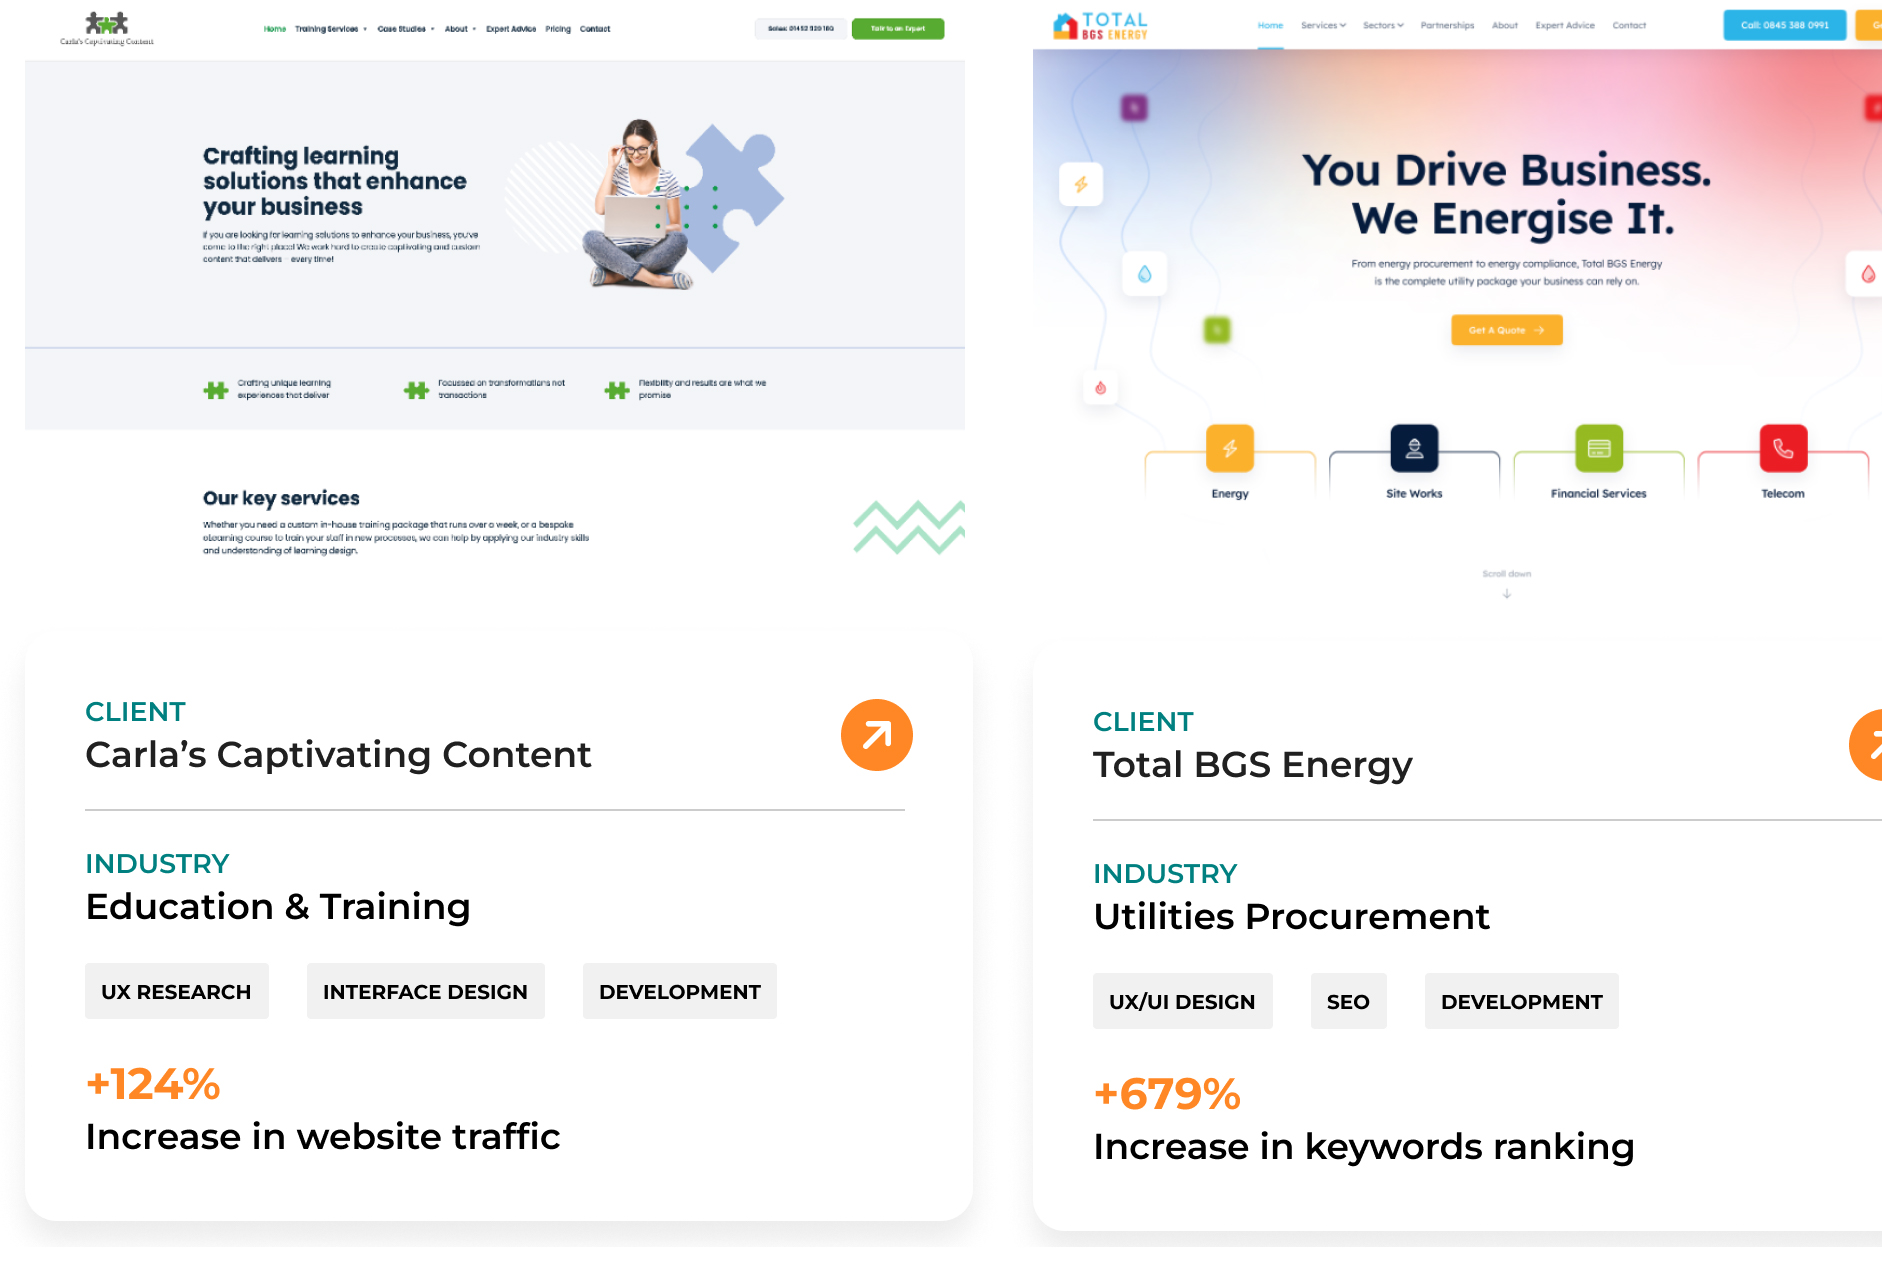 Carla's Captivating Content
Home Training Services Case Studies About Expert Advice Pricing Contact
Sales: 01452 929 180
Talk to an Expert
Crafting learning
solutions that enhance
your business
If you are looking for learning solutions to enhance your business, you've
come to the right place! We work hard to create captivating and custom
content that delivers – every time!
Crafting unique learning
experiences that deliver
Focussed on transformations not
transactions
Flexibility and results are what we
promise
Our key services
Whether you need a custom in-house training package that runs over a week, or a bespoke
elearning course to train your staff in new processes, we can help by applying our industry skills
and understanding of learning design.
CLIENT
Carla's Captivating Content
INDUSTRY
Education & Training
UX RESEARCH
INTERFACE DESIGN
DEVELOPMENT
+124%
Increase in website traffic
TOTAL
BGS ENERGY
Home Services Sectors Partnerships About Expert Advice Contact
Call: 0845 388 0991
You Drive Business.
We Energise It.
From energy procurement to energy compliance, Total BGS Energy
is the complete utility package your business can rely on.
Get A Quote
Energy
Site Works
Financial Services
Telecom
Scroll down
CLIENT
Total BGS Energy
INDUSTRY
Utilities Procurement
UX/UI DESIGN
SEO
DEVELOPMENT
+679%
Increase in keywords ranking